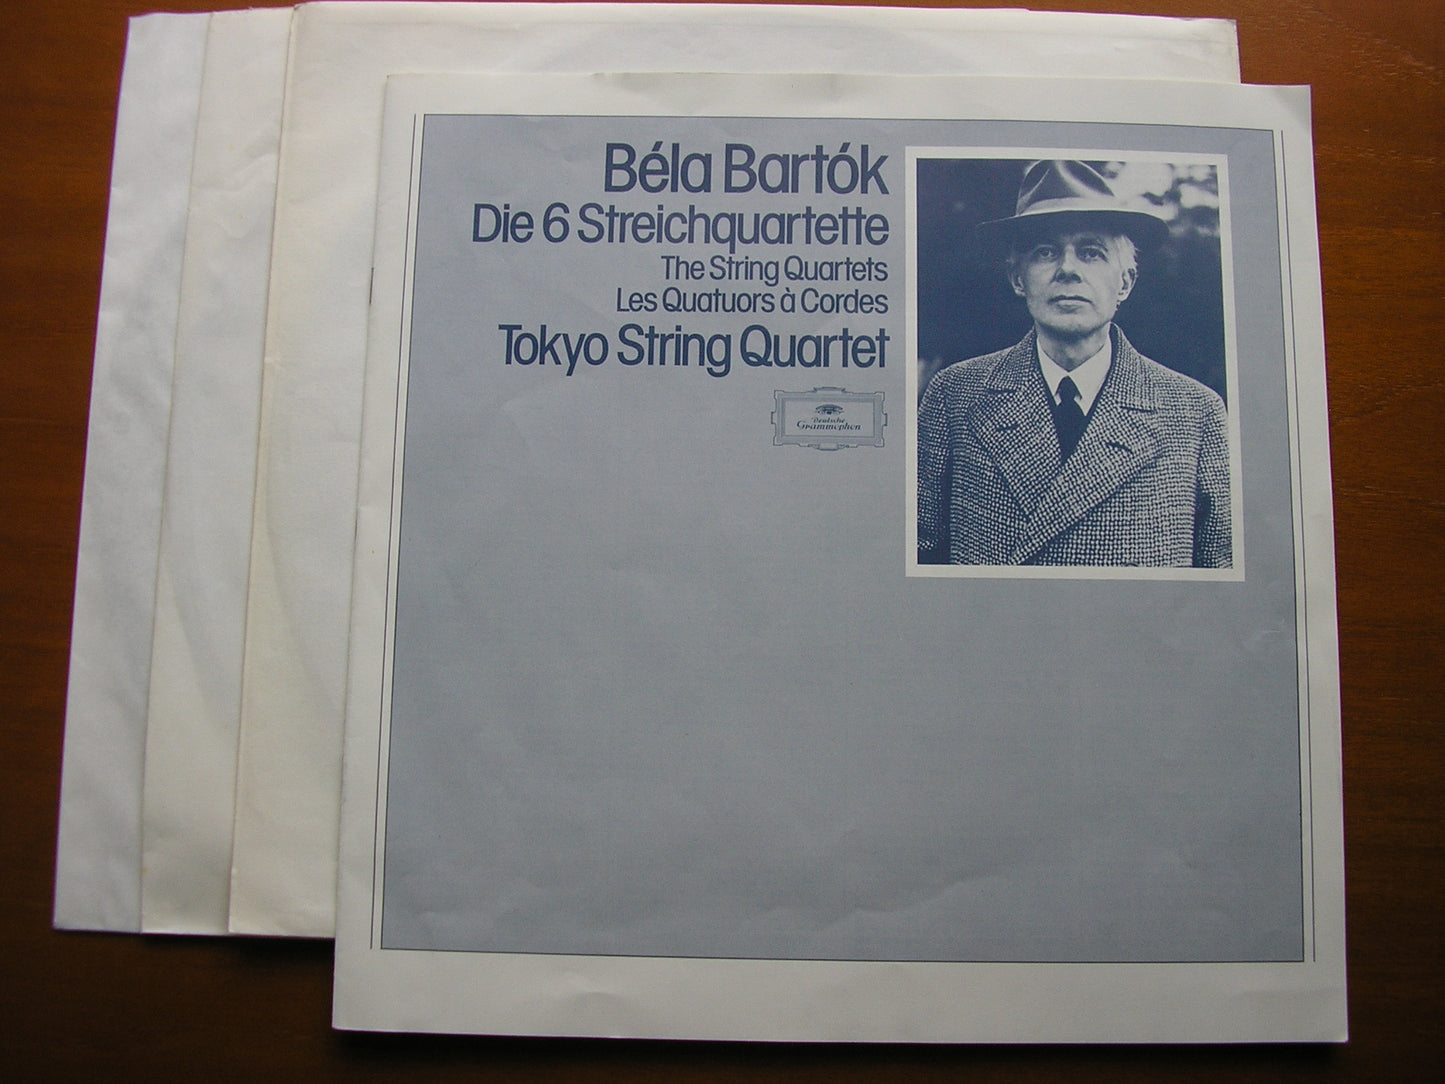 Béla Bartók
Die 6 Streichquartette
The String Quartets
Les Quatuors à Cordes
Tokyo String Quartet
Deutsche
Grammophon